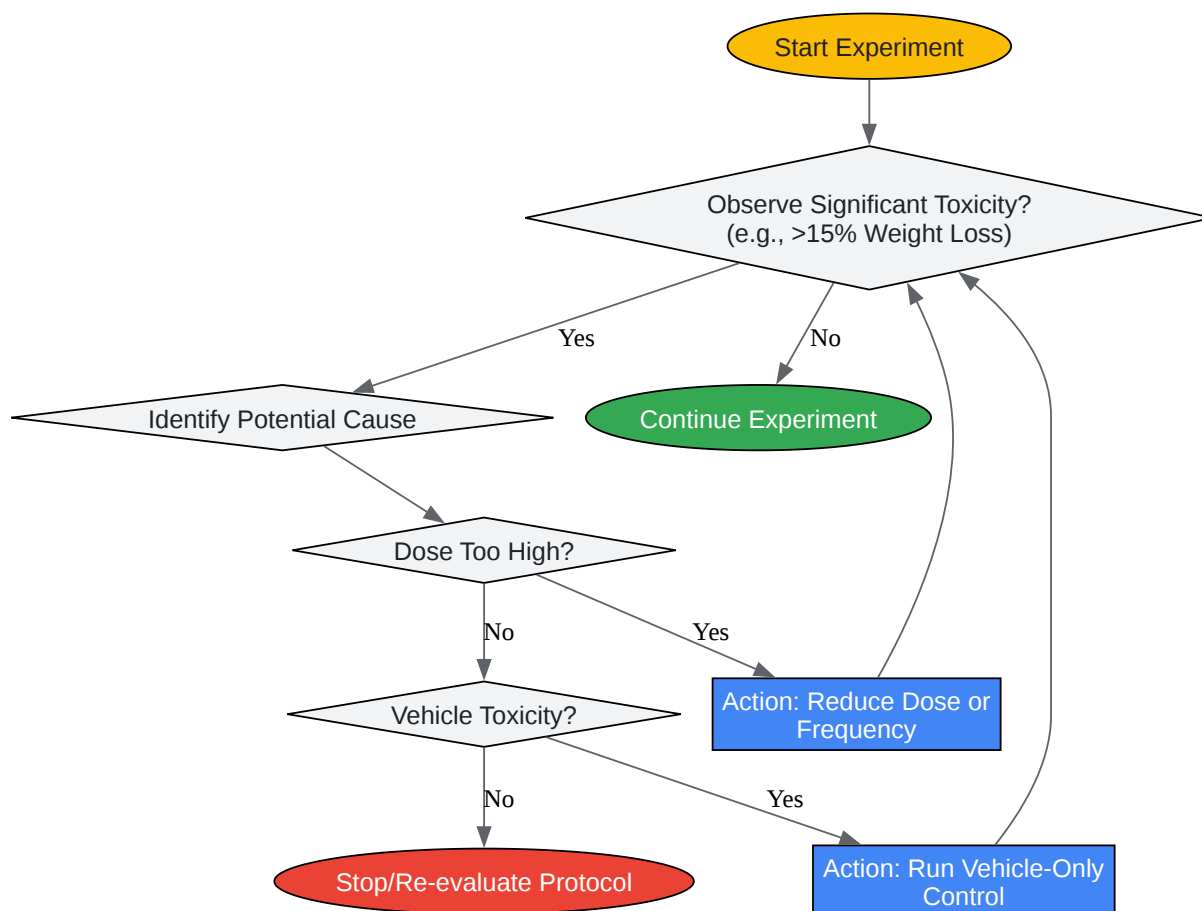 Start Experiment
Observe Significant Toxicity?
(e.g., >15% Weight Loss)
Yes
No
Identify Potential Cause
Continue Experiment
Dose Too High?
No
Yes
Action: Reduce Dose or
Frequency
Vehicle Toxicity?
No
Yes
Stop/Re-evaluate Protocol
Action: Run Vehicle-Only
Control